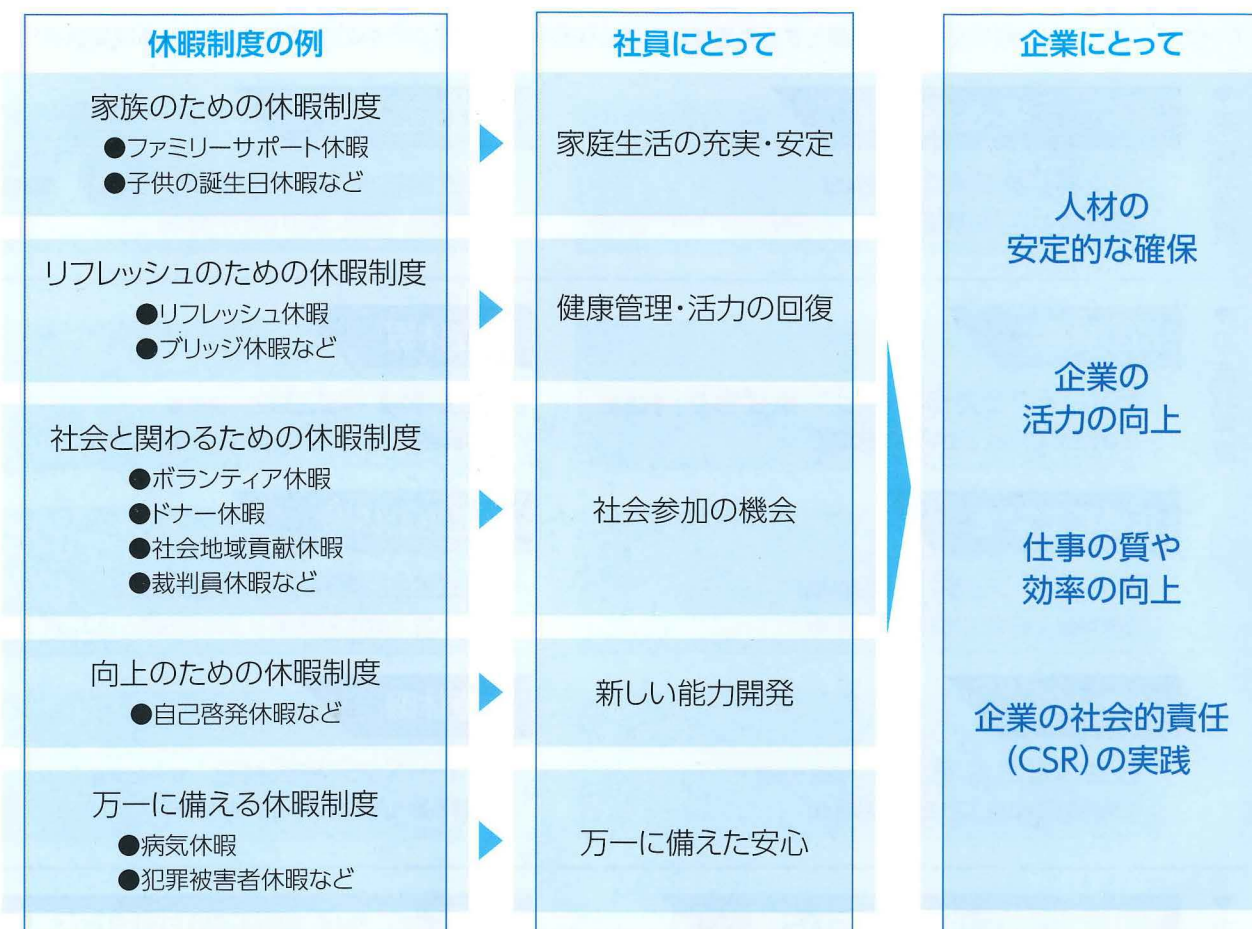 休暇制度の例
家族のための休暇制度
●ファミリーサポート休暇
●子供の誕生日休暇など
リフレッシュのための休暇制度
●リフレッシュ休暇
●ブリッジ休暇など
社会と関わるための休暇制度
●ボランティア休暇
●ドナー休暇
●社会地域貢献休暇
●裁判員休暇など
向上のための休暇制度
●自己啓発休暇など
万一に備える休暇制度
●病気休暇
●犯罪被害者休暇など
社員にとって
家庭生活の充実・安定
健康管理・活力の回復
社会参加の機会
新しい能力開発
万一に備えた安心
企業にとって
人材の
安定的な確保
企業の
活力の向上
仕事の質や
効率の向上
企業の社会的責任
(CSR)の実践